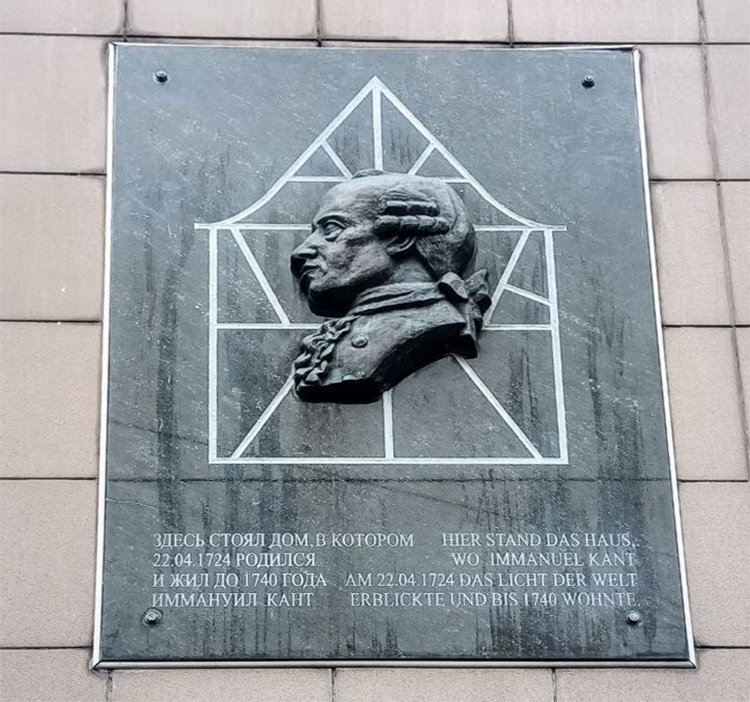 ЗДЕСЬ СТОЯЛ ДОМ, В КОТОРОМ
22.04.1724 РОДИЛСЯ
И ЖИЛ ДО 1740 ГОДА
ИММАНУИЛ КАНТ
HIER STAND DAS HAUS,
WO IMMANUEL KANT
AM 22.04.1724 DAS LICHT DER WELT
ERBLICKTE UND BIS 1740 WOHNTE.